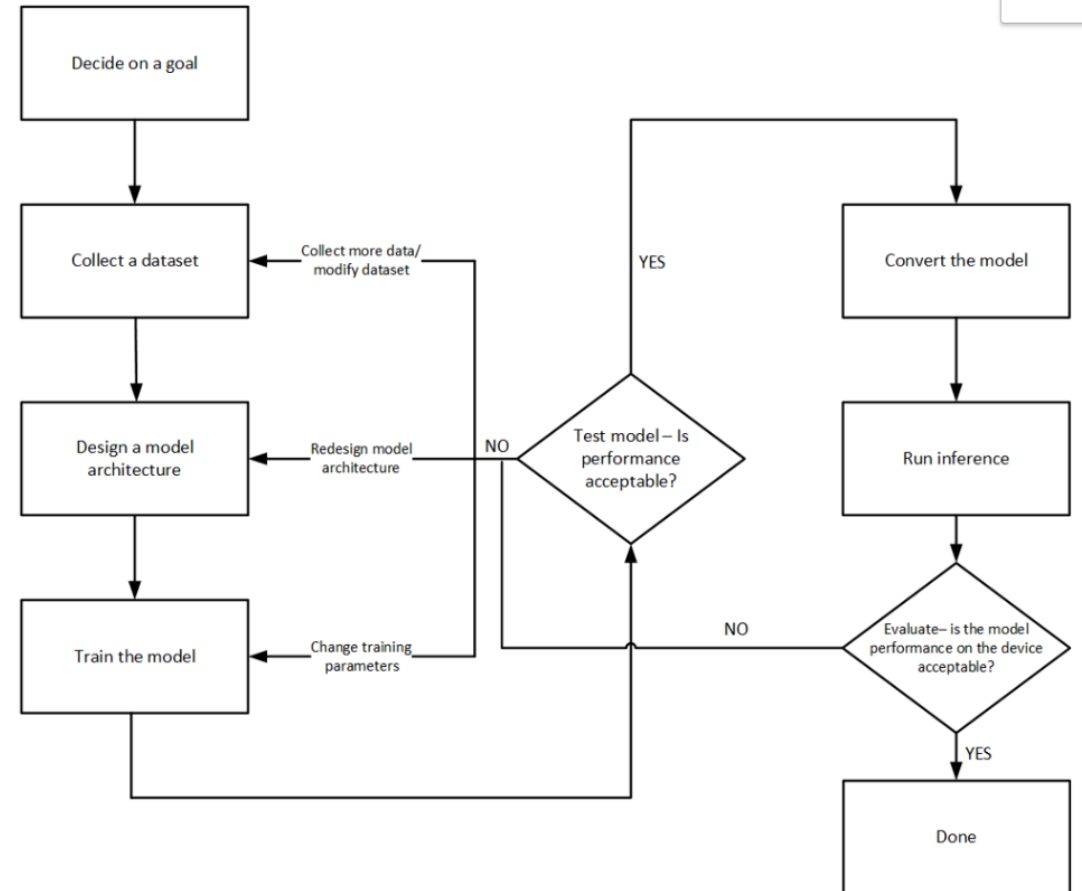 Decide on a goal
Collect a dataset
Collect more data/
modify dataset
YES
Convert the model
Design a model
architecture
Redesign model
architecture
NO
Test model – Is
performance
acceptable?
Run inference
Train the model
Change training
parameters
NO
Evaluate– is the model
performance on the device
acceptable?
YES
Done